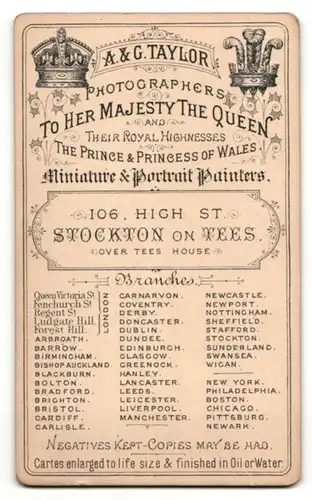 A. & G. TAYLOR
PHOTOGRAPHERS
TO HER MAJESTY THE QUEEN
AND
THEIR ROYAL HIGHNESSES
THE PRINCE & PRINCESS OF WALES.
Miniature & Portrait Painters.
106, HIGH ST.
STOCKTON ON TEES.
OVER TEES HOUSE
Branches.
Queen Victoria St.
Fenchurch St.
Regent St.
Ludgate Hill.
Forest Hill.
LONDON
ARBROATH.
BARROW.
BIRMINGHAM.
BISHOPAUCKLAND
BLACKBURN.
BOLTON.
BRADFORD.
BRIGHTON.
BRISTOL.
CARDIFF.
CARLISLE.
CARNARVON.
COVENTRY.
DERBY.
DONCASTER.
DUBLIN.
DUNDEE.
EDINBURGH.
GLASGOW.
GREENOCK.
HANLEY.
LANCASTER.
LEEDS.
LEICESTER.
LIVERPOOL.
MANCHESTER.
NEWCASTLE.
NEWPORT.
NOTTINGHAM.
SHEFFIELD.
STAFFORD.
STOCKTON.
SUNDERLAND.
SWANSEA.
WIGAN.
NEW YORK.
PHILADELPHIA.
BOSTON.
CHICAGO.
PITTSBURG.
NEWARK.
NEGATIVES KEPT-COPIES MAY BE HAD.
Cartes enlarged to life size & finished in Oil or Water